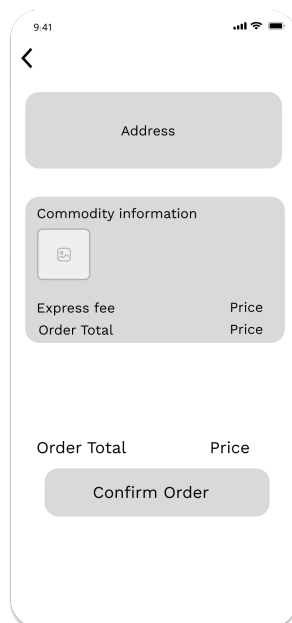 9:41
Address
Commodity information
Express fee Price
Order Total Price
Order Total Price
Confirm Order